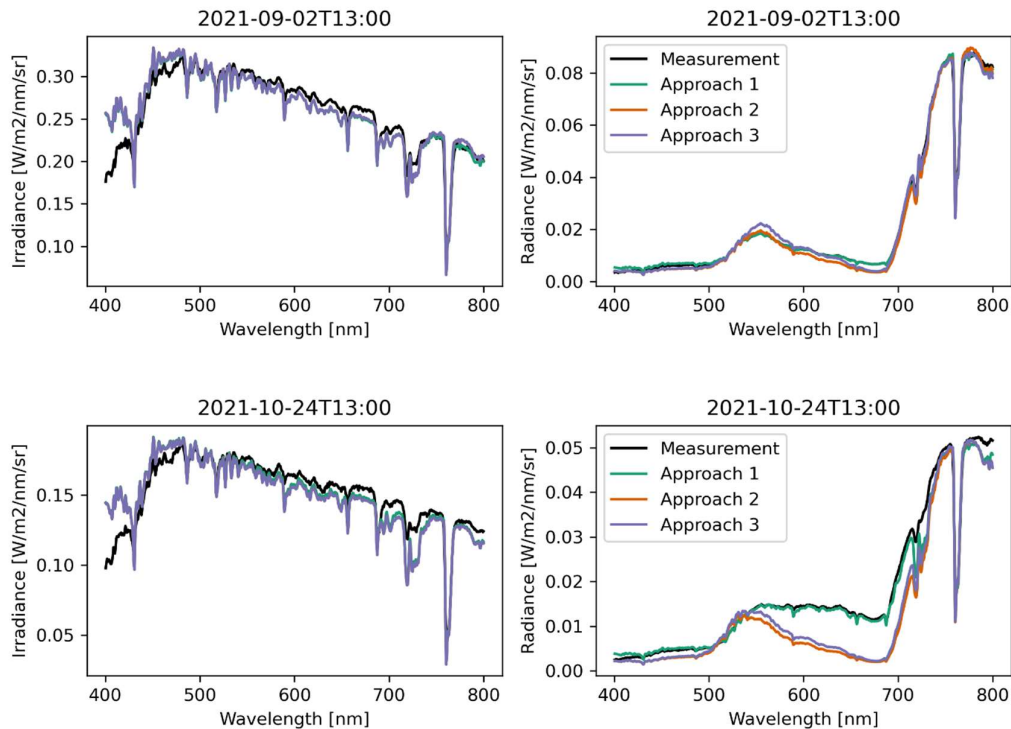 2021-09-02T13:00
Irradiance [W/m2/nm/sr]
0.30
0.25
0.20
0.15
0.10
400 500 600 700 800
Wavelength [nm]
2021-09-02T13:00
Radiance [W/m2/nm/sr]
0.08
0.06
0.04
0.02
0.00
Measurement
Approach 1
Approach 2
Approach 3
400 500 600 700 800
Wavelength [nm]
2021-10-24T13:00
Irradiance [W/m2/nm/sr]
0.15
0.10
0.05
400 500 600 700 800
Wavelength [nm]
2021-10-24T13:00
Radiance [W/m2/nm/sr]
0.05
0.04
0.03
0.02
0.01
0.00
Measurement
Approach 1
Approach 2
Approach 3
400 500 600 700 800
Wavelength [nm]